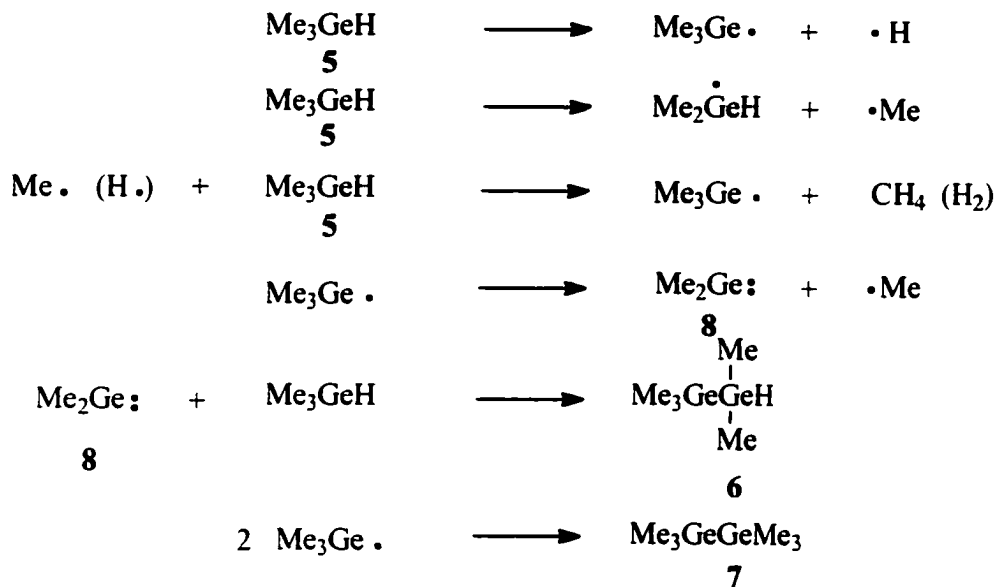 Me₃GeH ⟶ Me₃Ge • + • H
5
Me₃GeH ⟶ Me₂ĠeH + •Me
5
Me • (H •) + Me₃GeH ⟶ Me₃Ge • + CH₄ (H₂)
5
Me₃Ge • ⟶ Me₂Ge: + •Me
8
Me
Me₂Ge: + Me₃GeH ⟶ Me₃GeGeH
Me
8
6
2 Me₃Ge • ⟶ Me₃GeGeMe₃
7